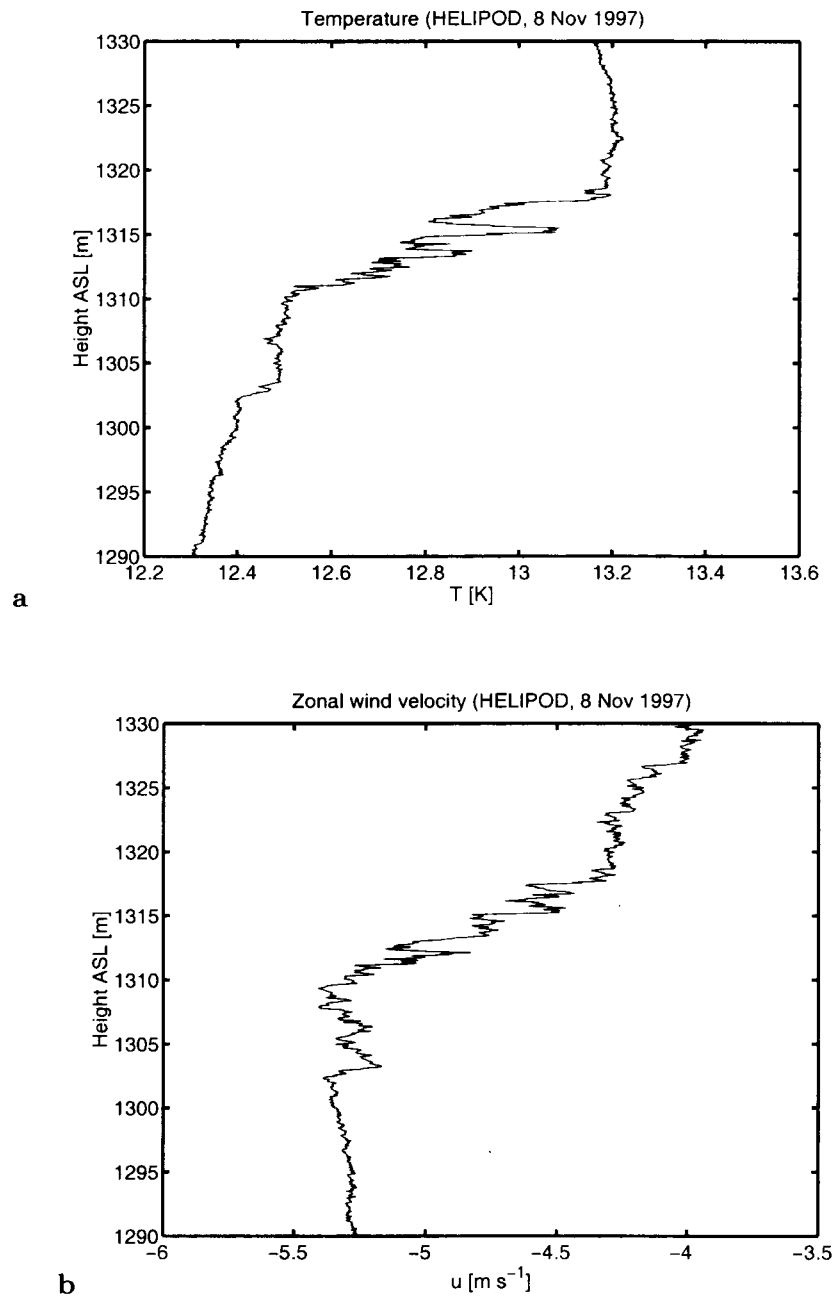 Temperature (HELIPOD, 8 Nov 1997)
Height ASL [m]
1330
1325
1320
1315
1310
1305
1300
1295
1290
12.2 12.4 12.6 12.8 13 13.2 13.4 13.6
T [K]
a
Zonal wind velocity (HELIPOD, 8 Nov 1997)
Height ASL [m]
1330
1325
1320
1315
1310
1305
1300
1295
1290
−6 −5.5 −5 −4.5 −4 −3.5
u [m s⁻¹]
b